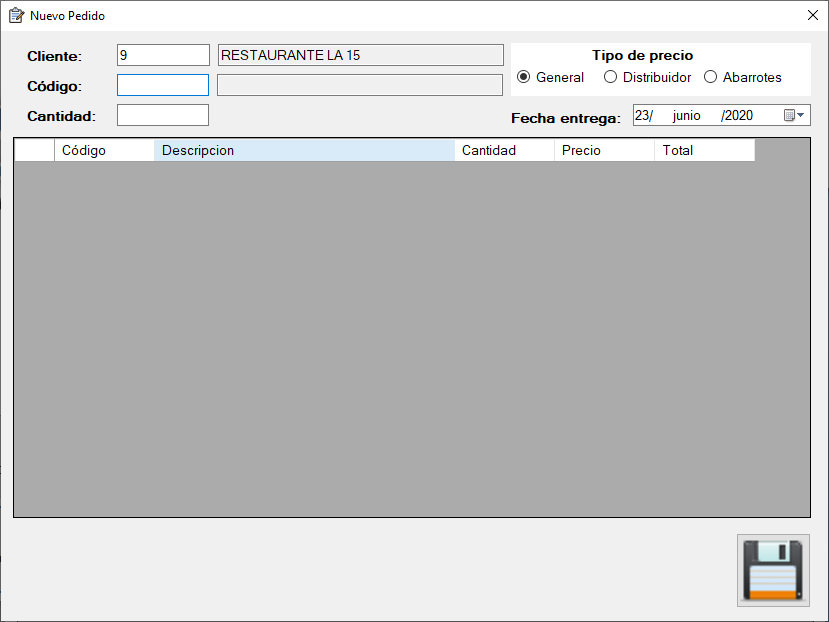 Nuevo Pedido
Cliente: 9 RESTAURANTE LA 15
Tipo de precio
Código:
General Distribuidor Abarrotes
Cantidad:
Fecha entrega: 23/ junio /2020
Código Descripcion Cantidad Precio Total